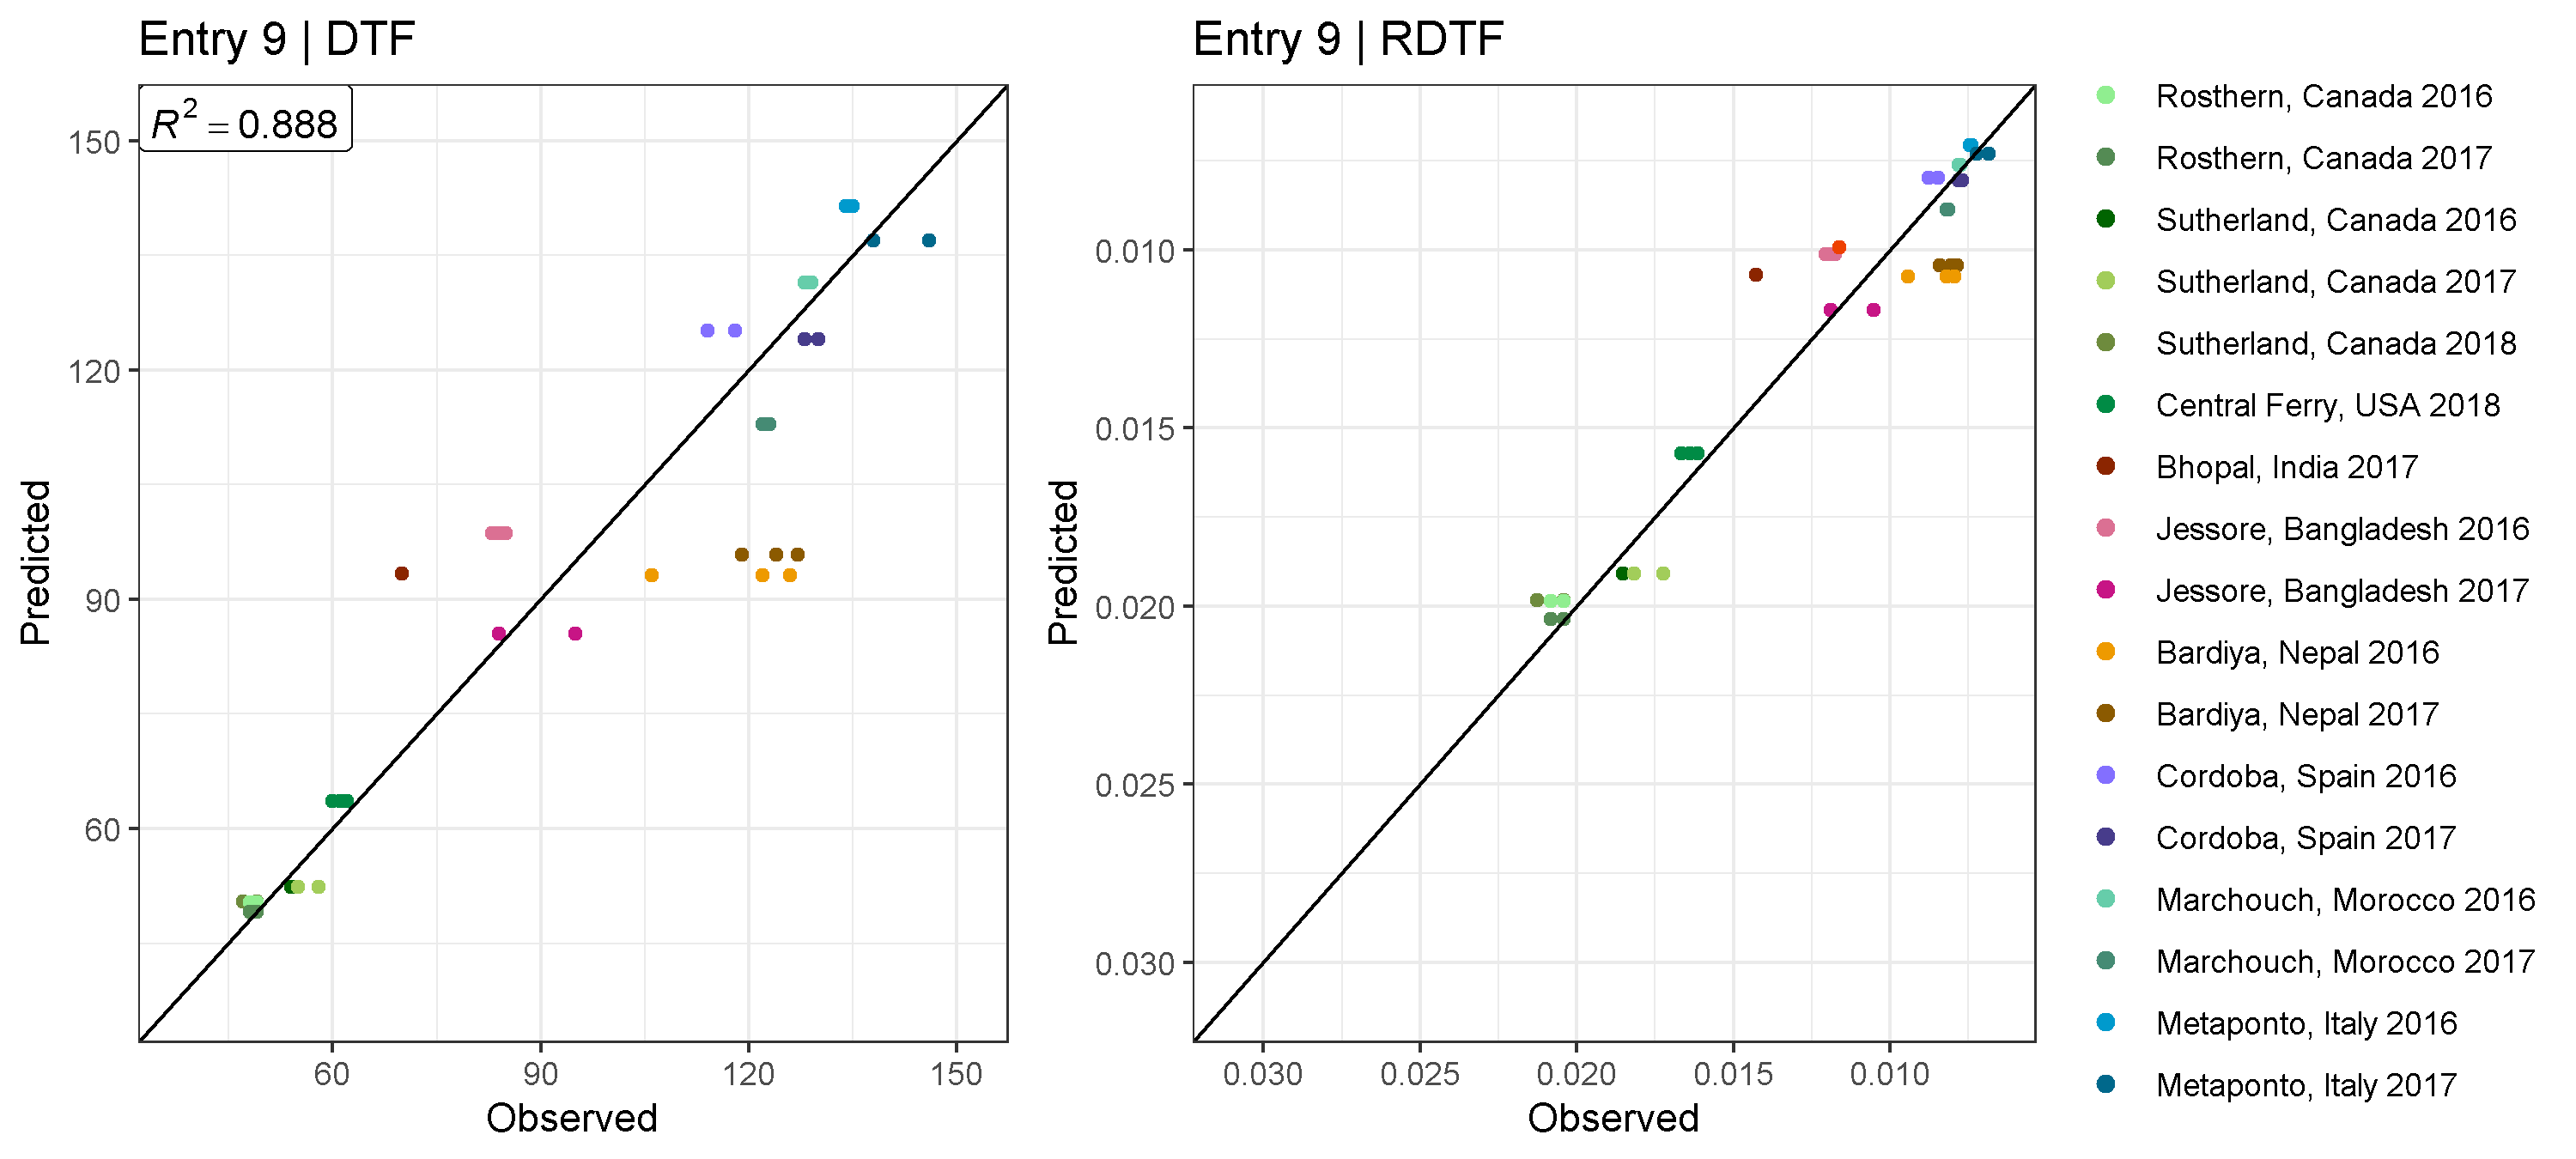 Entry 9 | DTF
R² = 0.888
150
120
90
60
Predicted
60 90 120 150
Observed
Entry 9 | RDTF
0.010
0.015
0.020
0.025
0.030
Predicted
0.030 0.025 0.020 0.015 0.010
Observed
Rosthern, Canada 2016
Rosthern, Canada 2017
Sutherland, Canada 2016
Sutherland, Canada 2017
Sutherland, Canada 2018
Central Ferry, USA 2018
Bhopal, India 2017
Jessore, Bangladesh 2016
Jessore, Bangladesh 2017
Bardiya, Nepal 2016
Bardiya, Nepal 2017
Cordoba, Spain 2016
Cordoba, Spain 2017
Marchouch, Morocco 2016
Marchouch, Morocco 2017
Metaponto, Italy 2016
Metaponto, Italy 2017